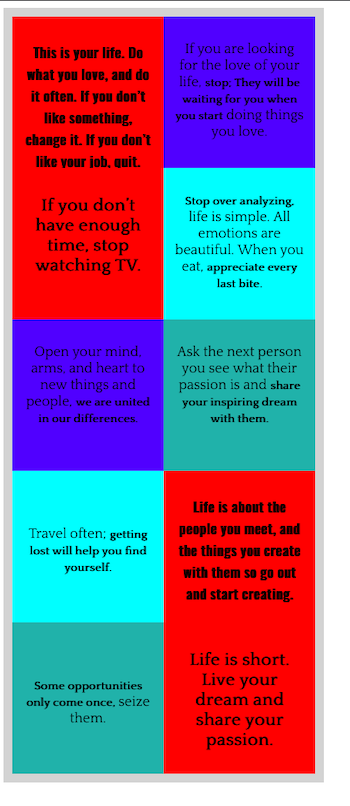 This is your life. Do
what you love, and do
it often. If you don't
like something,
change it. If you don't
like your job, quit.
If you don't
have enough
time, stop
watching TV.
If you are looking
for the love of your
life, stop; They will be
waiting for you when
you start doing things
you love.
Stop over analyzing,
life is simple. All
emotions are
beautiful. When you
eat, appreciate every
last bite.
Open your mind,
arms, and heart to
new things and
people, we are united
in our differences.
Ask the next person
you see what their
passion is and share
your inspiring dream
with them.
Travel often; getting
lost will help you find
yourself.
Some opportunities
only come once, seize
them.
Life is about the
people you meet, and
the things you create
with them so go out
and start creating.
Life is short.
Live your
dream and
share your
passion.